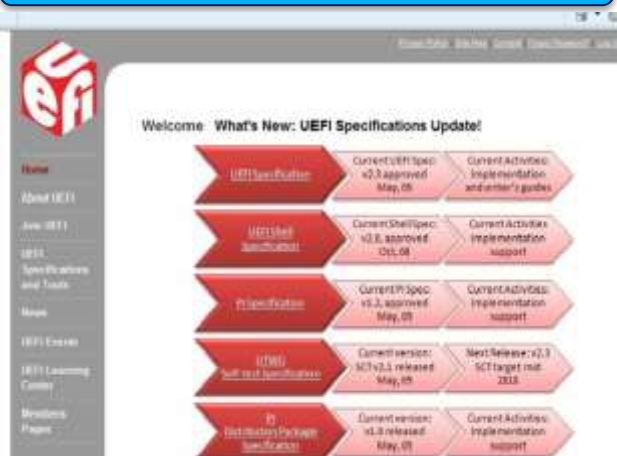 uefi
Welcome What's New: UEFI Specifications Update!
Home
About UEFI
Join UEFI
UEFI
Specifications
and Tools
News
UEFI Events
UEFI Learning
Center
Members
Pages
UEFI Specification
Current UEFI Spec:
v2.3 approved
May, 09
Current Activities:
Implementation
and writer's guides
UEFI Shell
Specification
Current Shell Spec:
v2.0, approved
Oct, 08
Current Activities
Implementation
support
PI Specification
Current PI Spec:
v1.2, approved
May, 09
Current Activities:
Implementation
support
UTWG
Self test Specification
Current version:
SCT v2.1 released
May, 09
Next Release: v2.3
SCT target mid
2010
PI
Distribution Package
Specification
Current version:
v1.0 released
May, 09
Current Activities:
Implementation
support